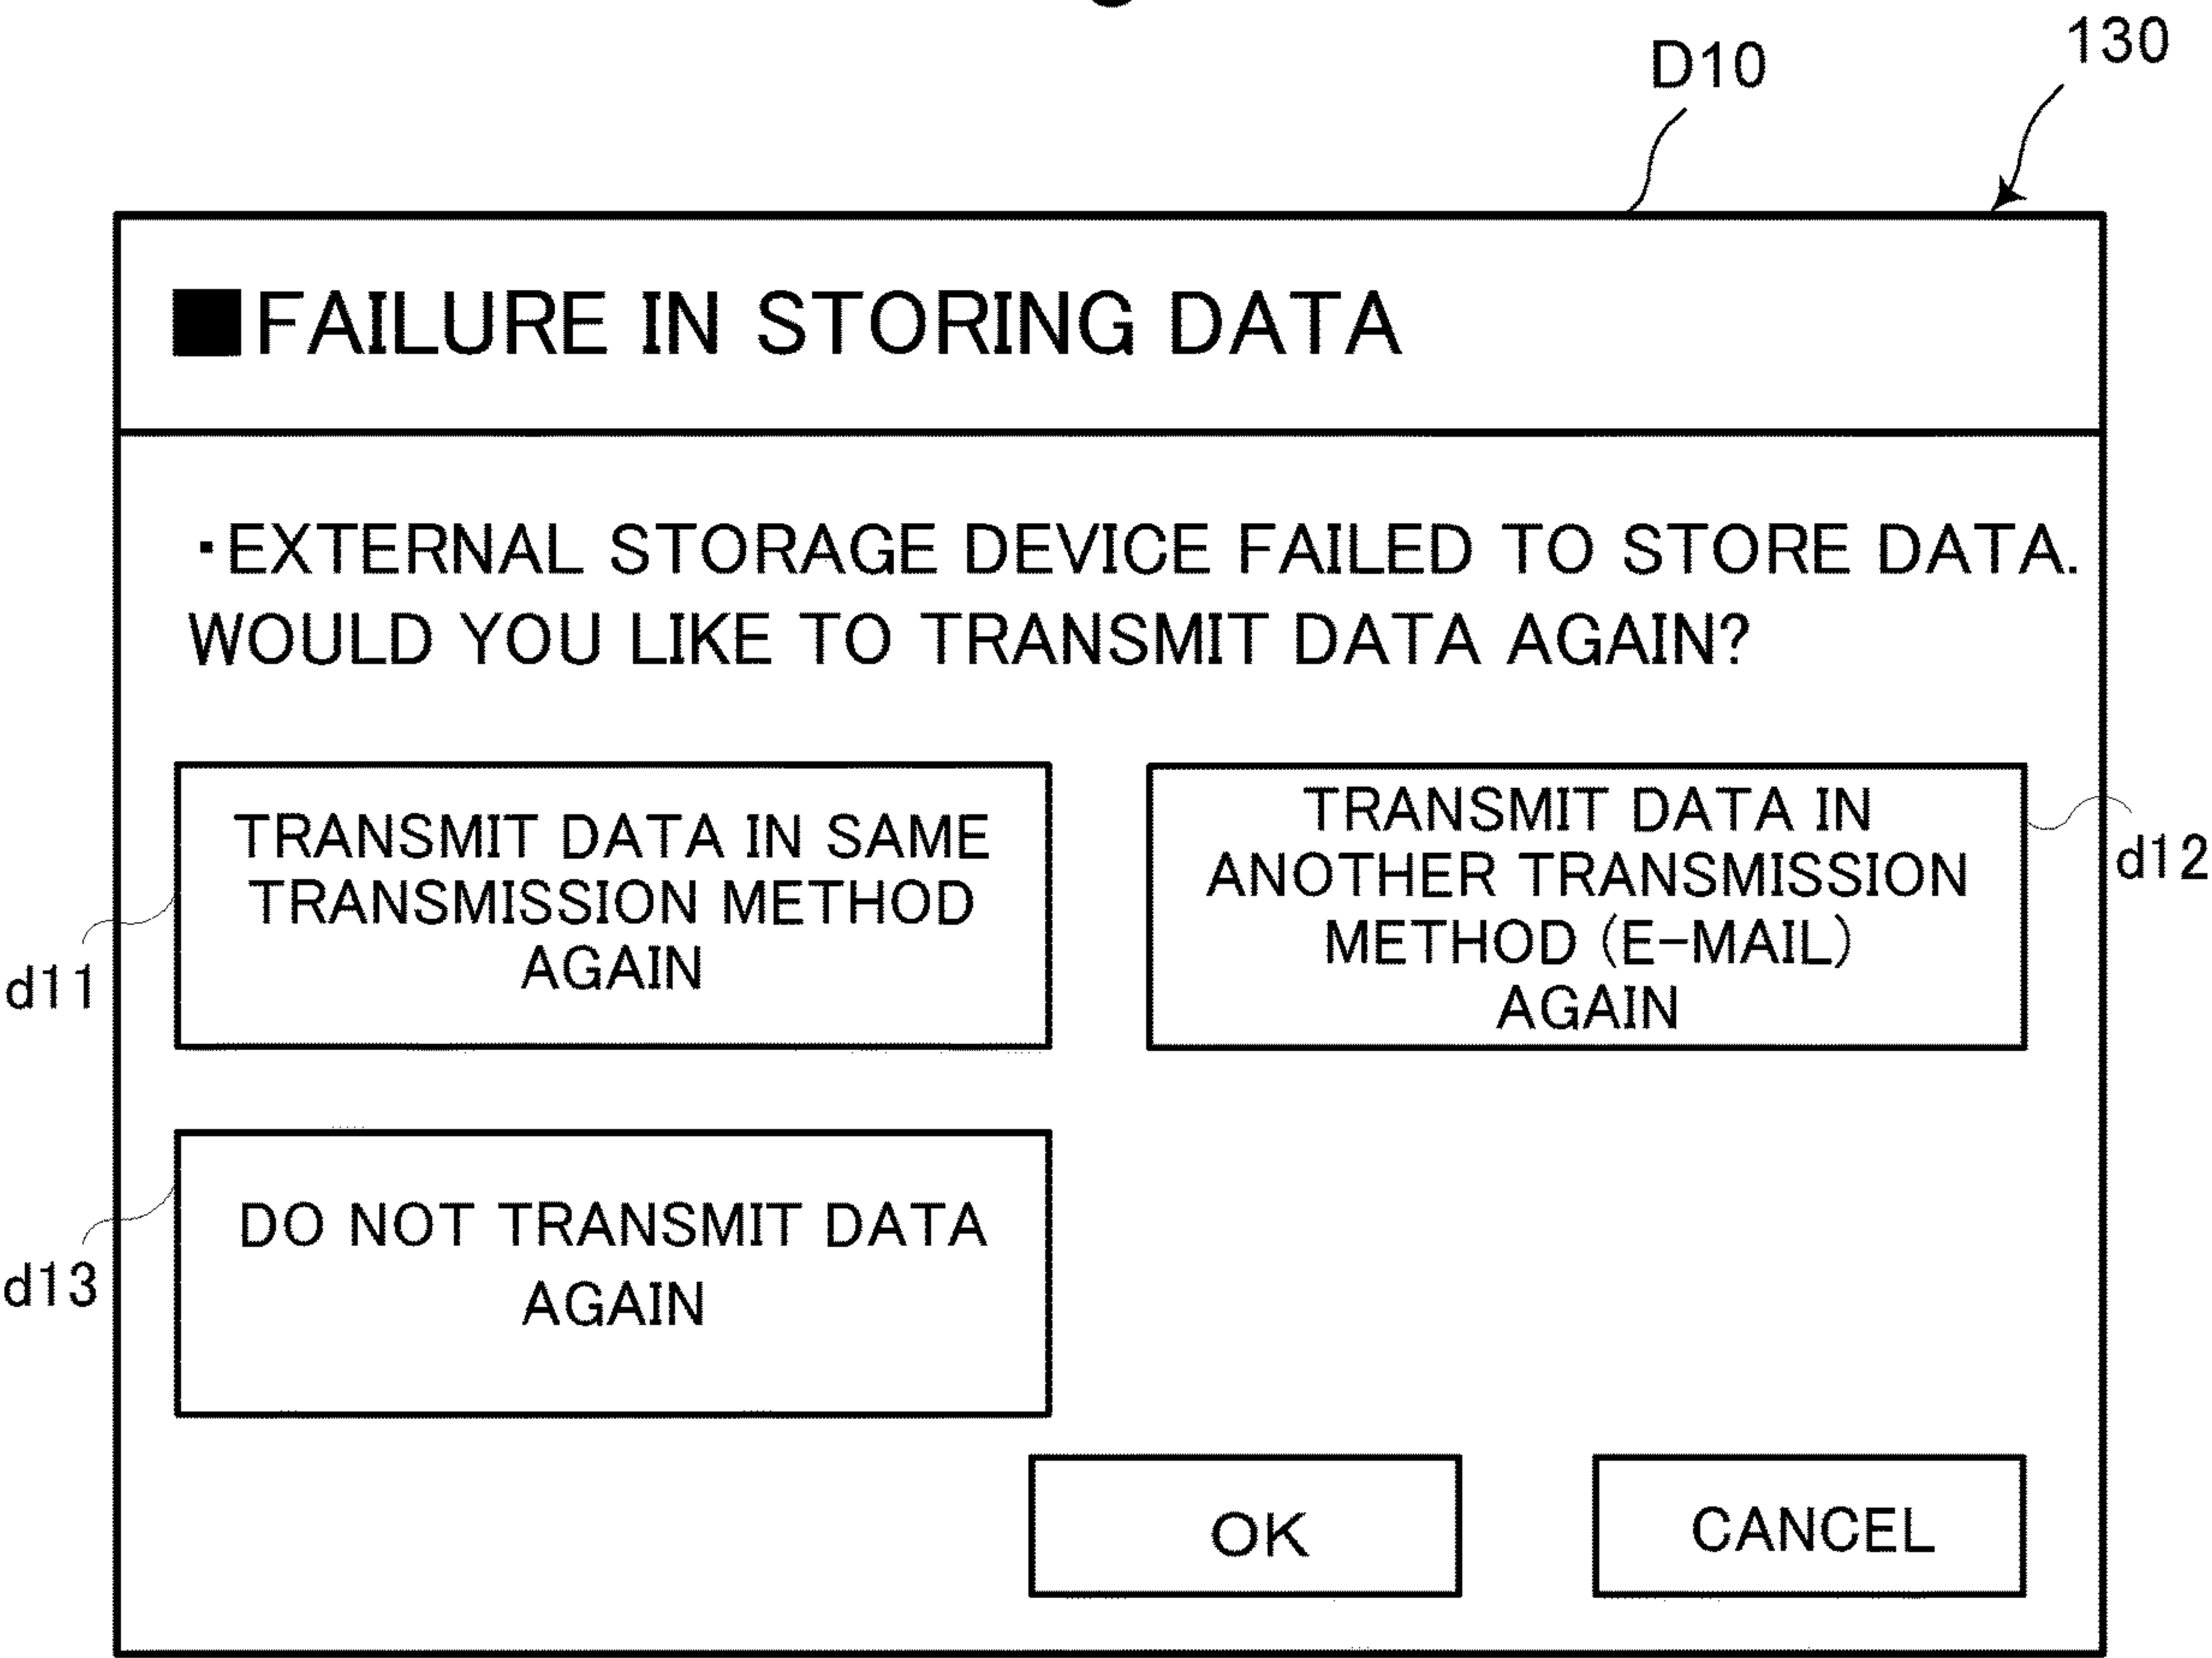 130
D10
■FAILURE IN STORING DATA
・EXTERNAL STORAGE DEVICE FAILED TO STORE DATA.
WOULD YOU LIKE TO TRANSMIT DATA AGAIN?
TRANSMIT DATA IN SAME
TRANSMISSION METHOD
AGAIN
d11
TRANSMIT DATA IN
ANOTHER TRANSMISSION
METHOD (E-MAIL)
AGAIN
d12
DO NOT TRANSMIT DATA
AGAIN
d13
OK
CANCEL